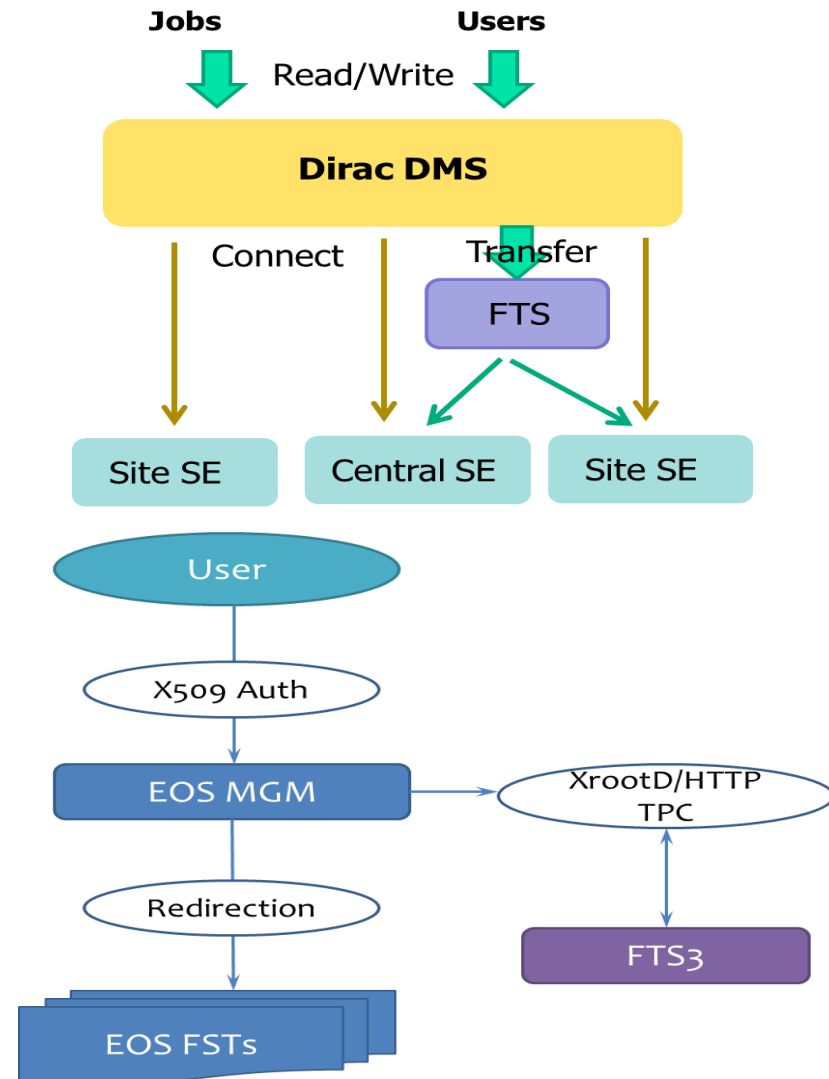 Jobs
Users
Read/Write
Dirac DMS
Connect
Transfer
FTS
Site SE
Central SE
Site SE
User
X509 Auth
EOS MGM
XrootD/HTTP
TPC
Redirection
FTS3
EOS FSTs